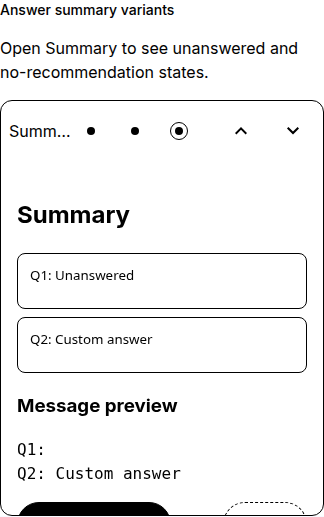 Answer summary variants
Open Summary to see unanswered and
no-recommendation states.
Summ...
Summary
Q1: Unanswered
Q2: Custom answer
Message preview
Q1:
Q2: Custom answer